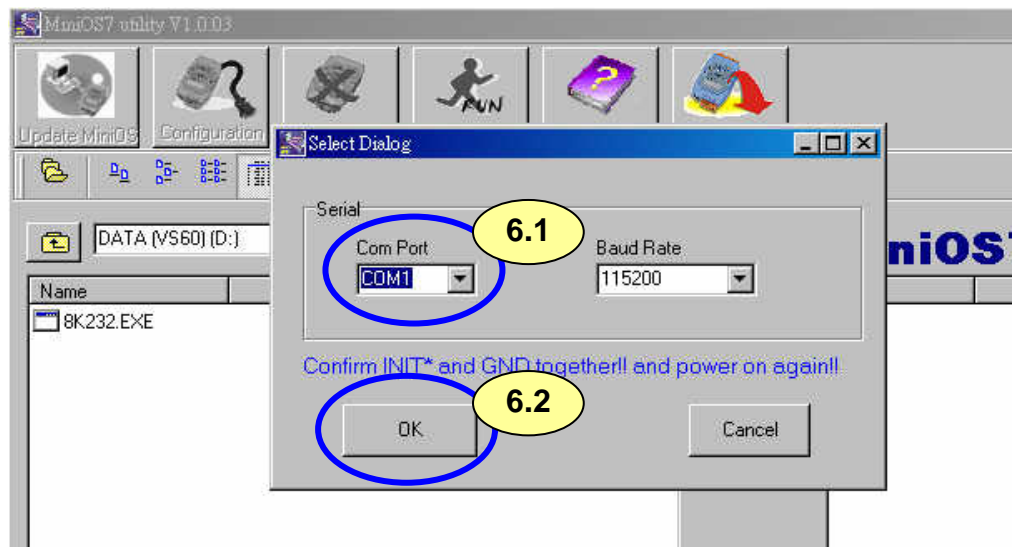 MiniOS7 utility V1.0.03
RUN
?
Update MiniOS
Configuration
Select Dialog
DATA (VS60) (D:)
niOS7
Name
8K232.EXE
Serial
6.1
Com Port
Baud Rate
COM1
115200
Confirm INIT* and GND together!! and power on again!!
6.2
OK
Cancel